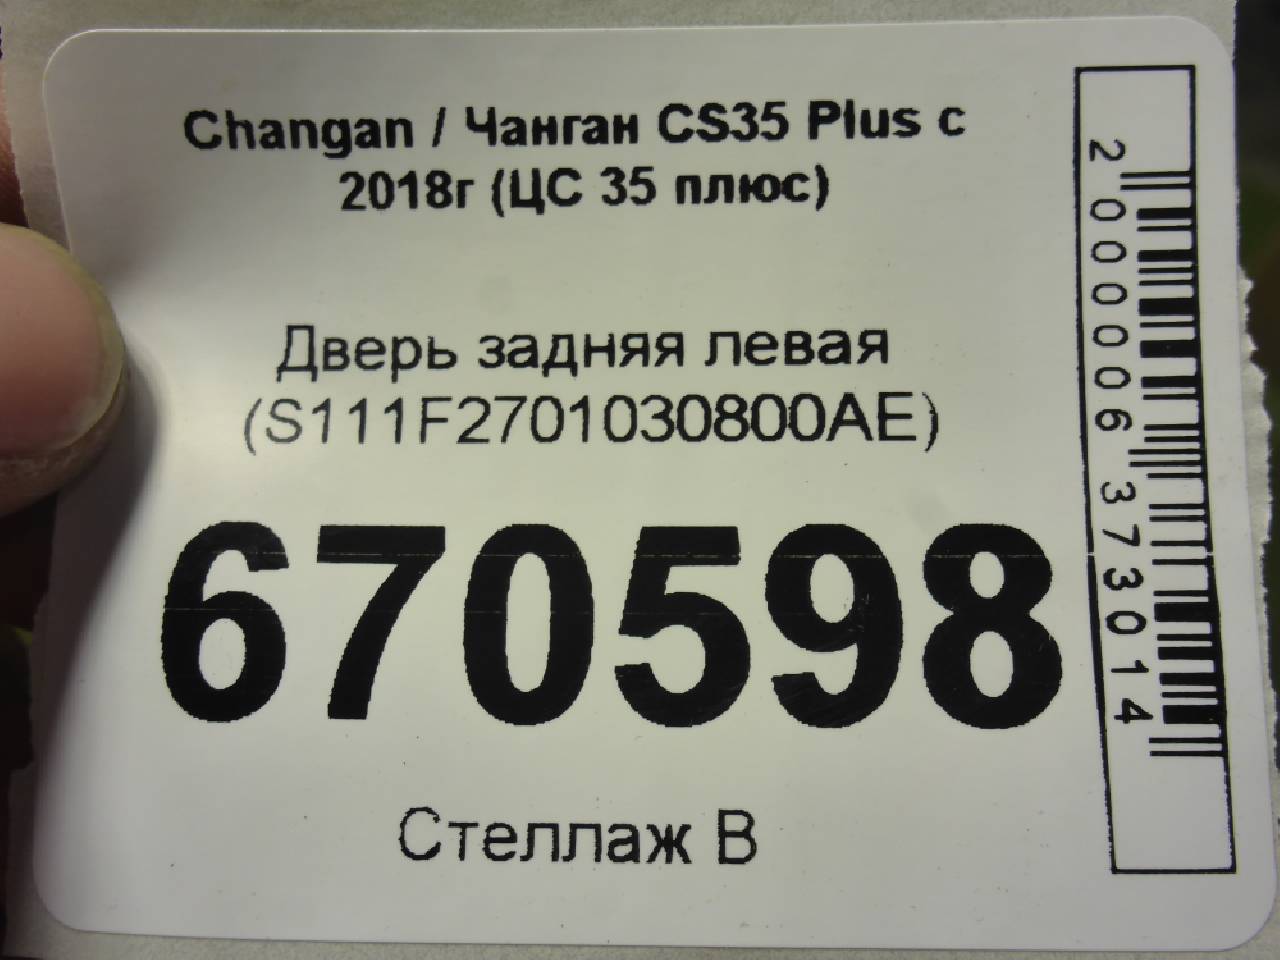 Changan / Чанган CS35 Plus с
2018г (ЦС 35 плюс)
Дверь задняя левая
(S111F2701030800AE)
670598
Стеллаж В
2000006373014